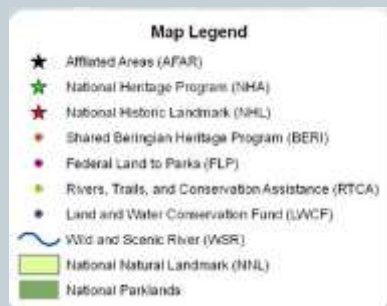 Map Legend
Affliated Areas (AFAR)
National Heritage Program (NHA)
National Historic Landmark (NHL)
Shared Beringian Heritage Program (BERI)
Federal Land to Parks (FLP)
Rivers, Trails, and Conservation Assistance (RTCA)
Land and Water Conservation Fund (LWCF)
Wild and Scenic River (WSR)
National Natural Landmark (NNL)
National Parklands